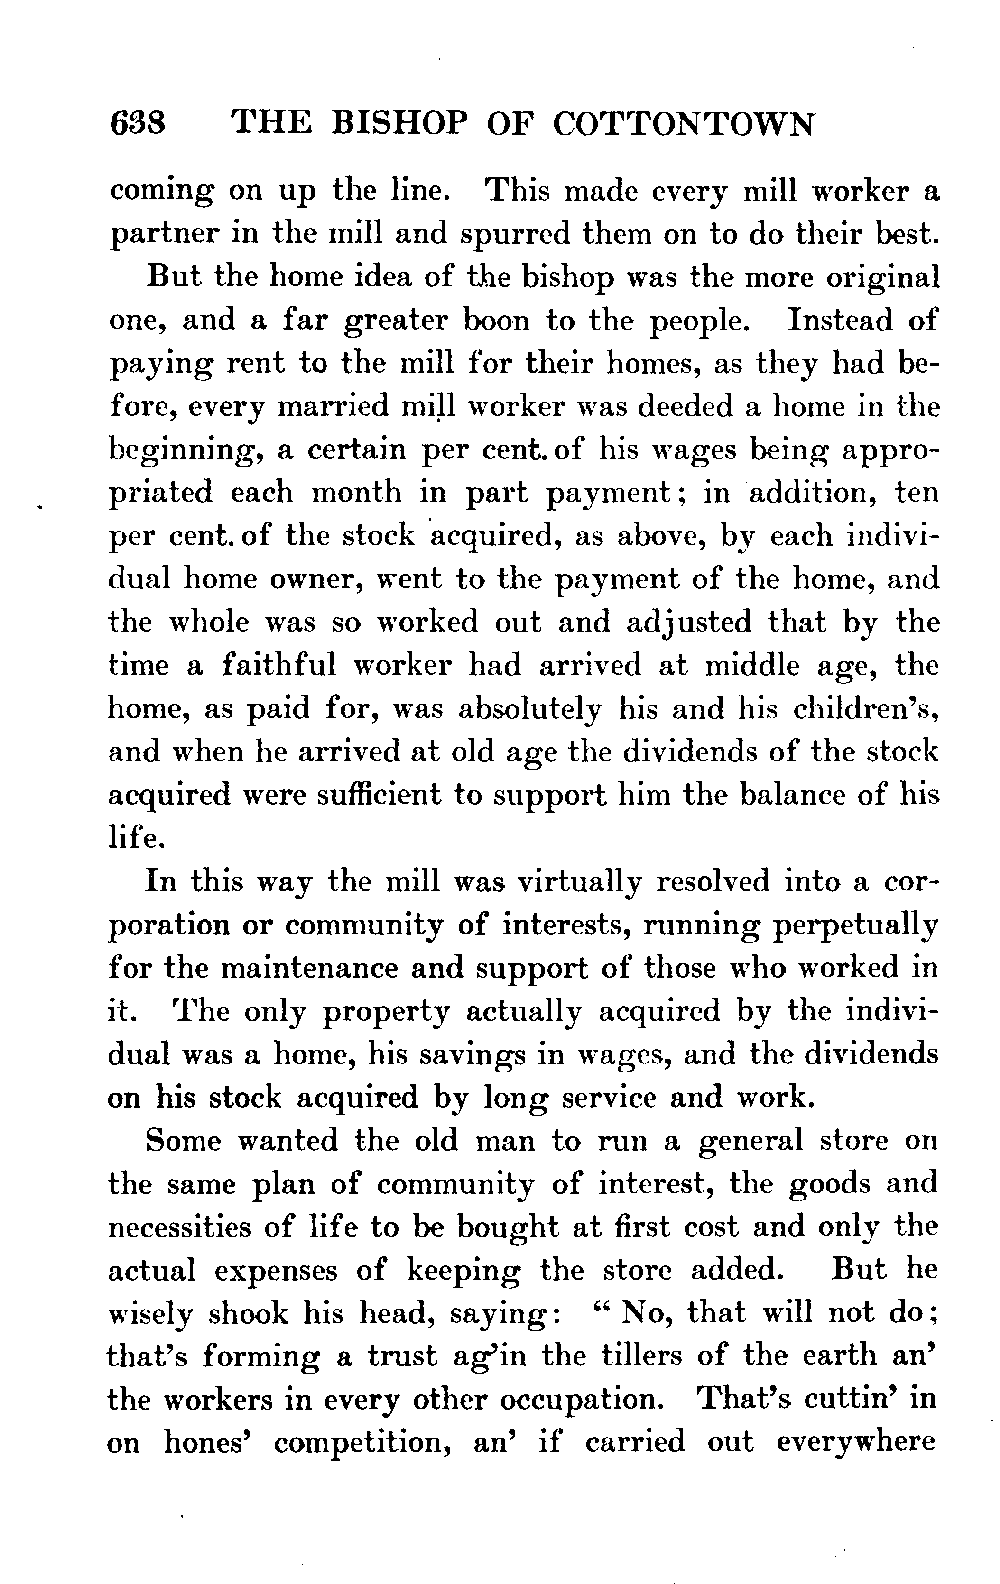 638 THE BISHOP OF COTTONTOWN
coming on up the line. This made every mill worker a
partner in the mill and spurred them on to do their best.
But the home idea of the bishop was the more original
one, and a far greater boon to the people. Instead of
paying rent to the mill for their homes, as they had be-
fore, every married mill worker was deeded a home in the
beginning, a certain per cent. of his wages being appro-
priated each month in part payment; in addition, ten
per cent. of the stock acquired, as above, by each indivi-
dual home owner, went to the payment of the home, and
the whole was so worked out and adjusted that by the
time a faithful worker had arrived at middle age, the
home, as paid for, was absolutely his and his children's,
and when he arrived at old age the dividends of the stock
acquired were sufficient to support him the balance of his
life.
In this way the mill was virtually resolved into a cor-
poration or community of interests, running perpetually
for the maintenance and support of those who worked in
it. The only property actually acquired by the indivi-
dual was a home, his savings in wages, and the dividends
on his stock acquired by long service and work.
Some wanted the old man to run a general store on
the same plan of community of interest, the goods and
necessities of life to be bought at first cost and only the
actual expenses of keeping the store added. But he
wisely shook his head, saying: “ No, that will not do;
that's forming a trust ag'in the tillers of the earth an'
the workers in every other occupation. That's cuttin' in
on hones' competition, an' if carried out everywhere